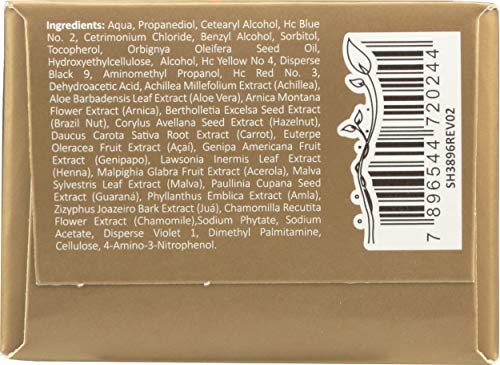 Ingredients: Aqua, Propanediol, Cetearyl Alcohol, Hc Blue
No. 2, Cetrimonium Chloride, Benzyl Alcohol, Sorbitol,
Tocopherol, Orbignya Oleifera Seed Oil,
Hydroxyethylcellulose, Alcohol, Hc Yellow No 4, Disperse
Black 9, Aminomethyl Propanol, Hc Red No. 3,
Dehydroacetic Acid, Achillea Millefolium Extract (Achillea),
Aloe Barbadensis Leaf Extract (Aloe Vera), Arnica Montana
Flower Extract (Arnica), Bertholletia Excelsa Seed Extract
(Brazil Nut), Corylus Avellana Seed Extract (Hazelnut),
Daucus Carota Sativa Root Extract (Carrot), Euterpe
Oleracea Fruit Extract (Açaí), Genipa Americana Fruit
Extract (Genipapo), Lawsonia Inermis Leaf Extract
(Henna), Malpighia Glabra Fruit Extract (Acerola), Malva
Sylvestris Leaf Extract (Malva), Paullinia Cupana Seed
Extract (Guaraná), Phyllanthus Emblica Extract (Amla),
Zizyphus Joazeiro Bark Extract (Juá), Chamomilla Recutita
Flower Extract (Chamomile),Sodium Phytate, Sodium
Acetate, Disperse Violet 1, Dimethyl Palmitamine,
Cellulose, 4-Amino-3-Nitrophenol.
7 896544 720244
SH3896REV02